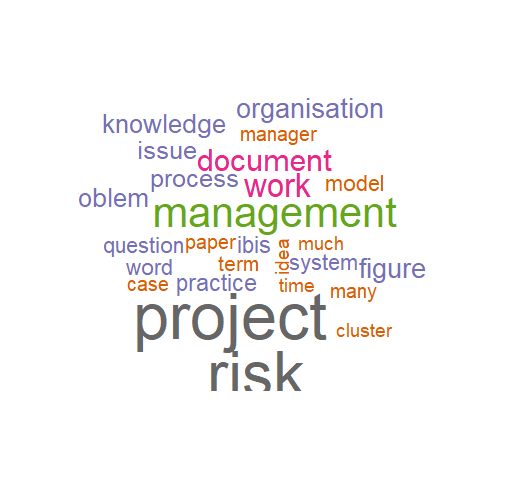 organisation
knowledge
manager
issue
document
process
work
model
oblem
management
question
paper
ibis
idea
much
word
term
system
figure
case
practice
time
many
project
cluster
risk